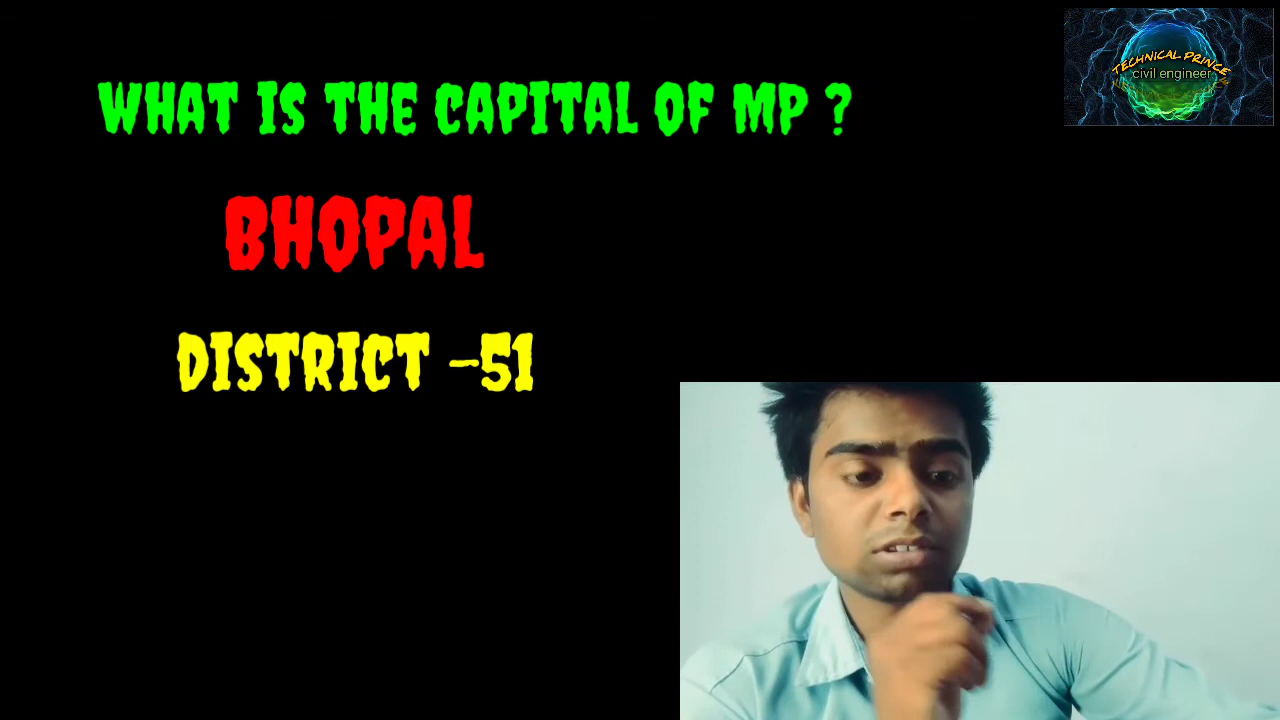 WHAT IS THE CAPITAL OF MP ?
BHOPAL
DISTRICT -51
TECHNICAL PRINCE
civil engineer